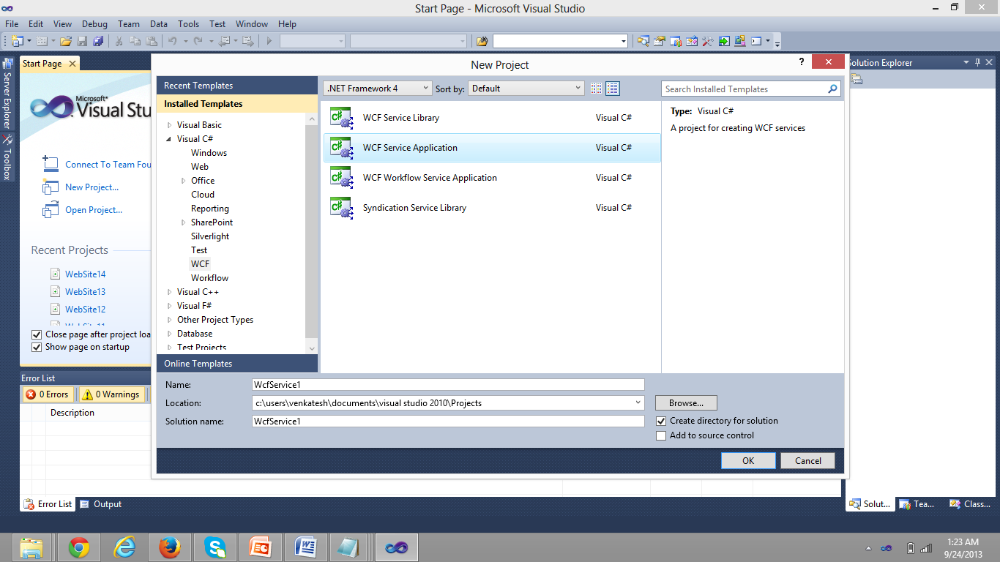 Start Page - Microsoft Visual Studio
File Edit View Debug Team Data Tools Test Window Help
Server Explorer
Toolbox
Start Page
Microsoft®
Visual Stu
Connect To Team Fou
New Project...
Open Project...
Recent Projects
WebSite14
WebSite13
WebSite12
WebSite11
Close page after project loa
Show page on startup
New Project
?
Recent Templates
Installed Templates
Visual Basic
Visual C#
Windows
Web
Office
Cloud
Reporting
SharePoint
Silverlight
Test
WCF
Workflow
Visual C++
Visual F#
Other Project Types
Database
Test Projects
Online Templates
.NET Framework 4 Sort by: Default
WCF Service Library Visual C#
WCF Service Application Visual C#
WCF Workflow Service Application Visual C#
Syndication Service Library Visual C#
Search Installed Templates
Type: Visual C#
A project for creating WCF services
Name: WcfService1
Location: c:\users\venkatesh\documents\visual studio 2010\Projects Browse...
Solution name: WcfService1
Create directory for solution
Add to source control
OK Cancel
Solution Explorer
Error List
0 Errors 0 Warnings
Description
Error List Output
Solut... Tea... Class...
1:23 AM
9/24/2013